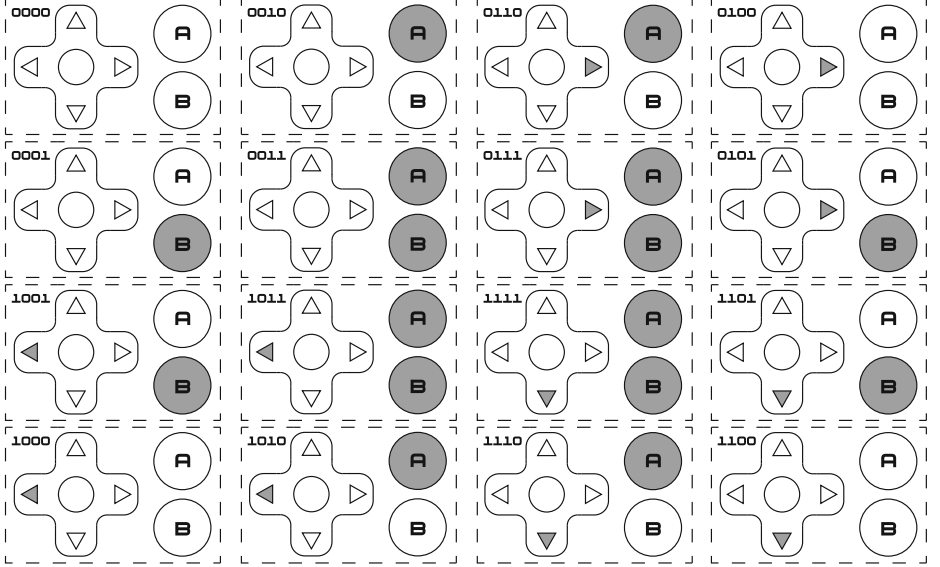 0000 A 0010 A 0110 A 0100 A
B B B B
0001 A 0011 A 0111 A 0101 A
B B B B
1001 A 1011 A 1111 A 1101 A
B B B B
1000 A 1010 A 1110 A 1100 A
B B B B